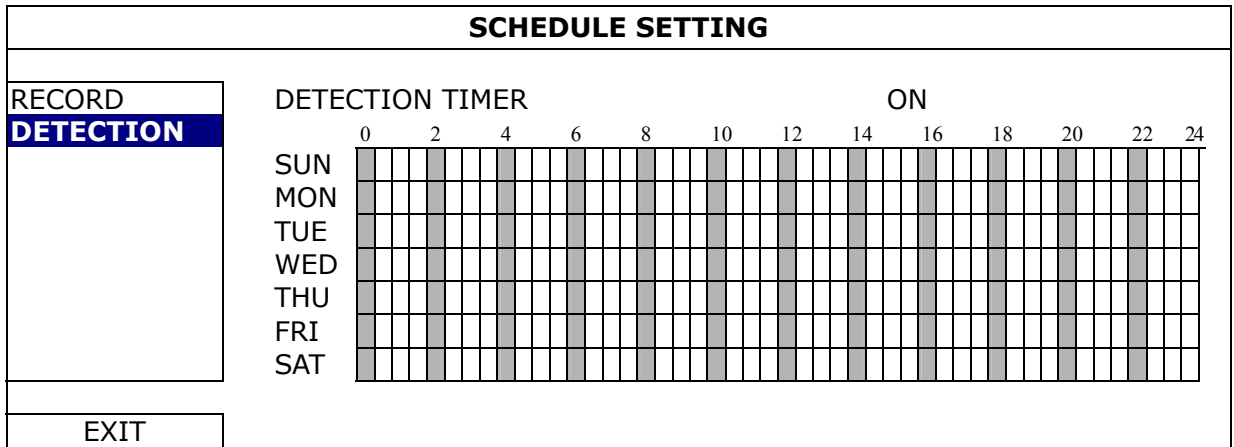 SCHEDULE SETTING
RECORD
DETECTION
DETECTION TIMER ON
0 2 4 6 8 10 12 14 16 18 20 22 24
SUN
MON
TUE
WED
THU
FRI
SAT
EXIT